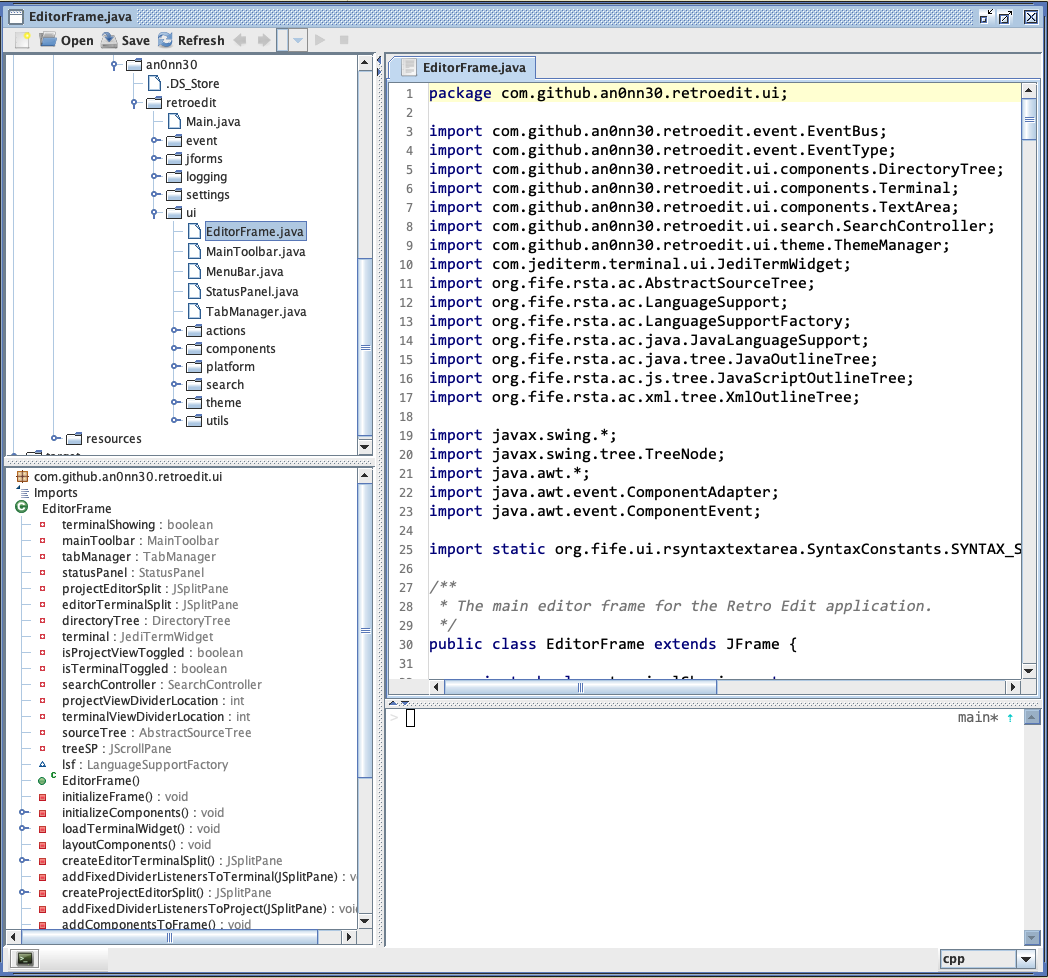 EditorFrame.java
Open Save Refresh
an0nn30
.DS_Store
retroedit
Main.java
event
jforms
logging
settings
ui
EditorFrame.java
MainToolbar.java
MenuBar.java
StatusPanel.java
TabManager.java
actions
components
platform
search
theme
utils
resources
com.github.an0nn30.retroedit.ui
Imports
EditorFrame
terminalShowing : boolean
mainToolbar : MainToolbar
tabManager : TabManager
statusPanel : StatusPanel
projectEditorSplit : JSplitPane
editorTerminalSplit : JSplitPane
directoryTree : DirectoryTree
terminal : JediTermWidget
isProjectViewToggled : boolean
isTerminalToggled : boolean
searchController : SearchController
projectViewDividerLocation : int
terminalViewDividerLocation : int
sourceTree : AbstractSourceTree
treeSP : JScrollPane
lsf : LanguageSupportFactory
EditorFrame()
initializeFrame() : void
initializeComponents() : void
loadTerminalWidget() : void
layoutComponents() : void
createEditorTerminalSplit() : JSplitPane
addFixedDividerListenersToTerminal(JSplitPane) : v
createProjectEditorSplit() : JSplitPane
addFixedDividerListenersToProject(JSplitPane) : voi
addComponentsToFrame() : void
EditorFrame.java
1 package com.github.an0nn30.retroedit.ui;
2
3 import com.github.an0nn30.retroedit.event.EventBus;
4 import com.github.an0nn30.retroedit.event.EventType;
5 import com.github.an0nn30.retroedit.ui.components.DirectoryTree;
6 import com.github.an0nn30.retroedit.ui.components.Terminal;
7 import com.github.an0nn30.retroedit.ui.components.TextArea;
8 import com.github.an0nn30.retroedit.ui.search.SearchController;
9 import com.github.an0nn30.retroedit.ui.theme.ThemeManager;
10 import com.jediterm.terminal.ui.JediTermWidget;
11 import org.fife.rsta.ac.AbstractSourceTree;
12 import org.fife.rsta.ac.LanguageSupport;
13 import org.fife.rsta.ac.LanguageSupportFactory;
14 import org.fife.rsta.ac.java.JavaLanguageSupport;
15 import org.fife.rsta.ac.java.tree.JavaOutlineTree;
16 import org.fife.rsta.ac.js.tree.JavaScriptOutlineTree;
17 import org.fife.rsta.ac.xml.tree.XmlOutlineTree;
18
19 import javax.swing.*;
20 import javax.swing.tree.TreeNode;
21 import java.awt.*;
22 import java.awt.event.ComponentAdapter;
23 import java.awt.event.ComponentEvent;
24
25 import static org.fife.ui.rsyntaxtextarea.SyntaxConstants.SYNTAX_S
26
27 /**
28 * The main editor frame for the Retro Edit application.
29 */
30 public class EditorFrame extends JFrame {
31
> main* ↑
cpp